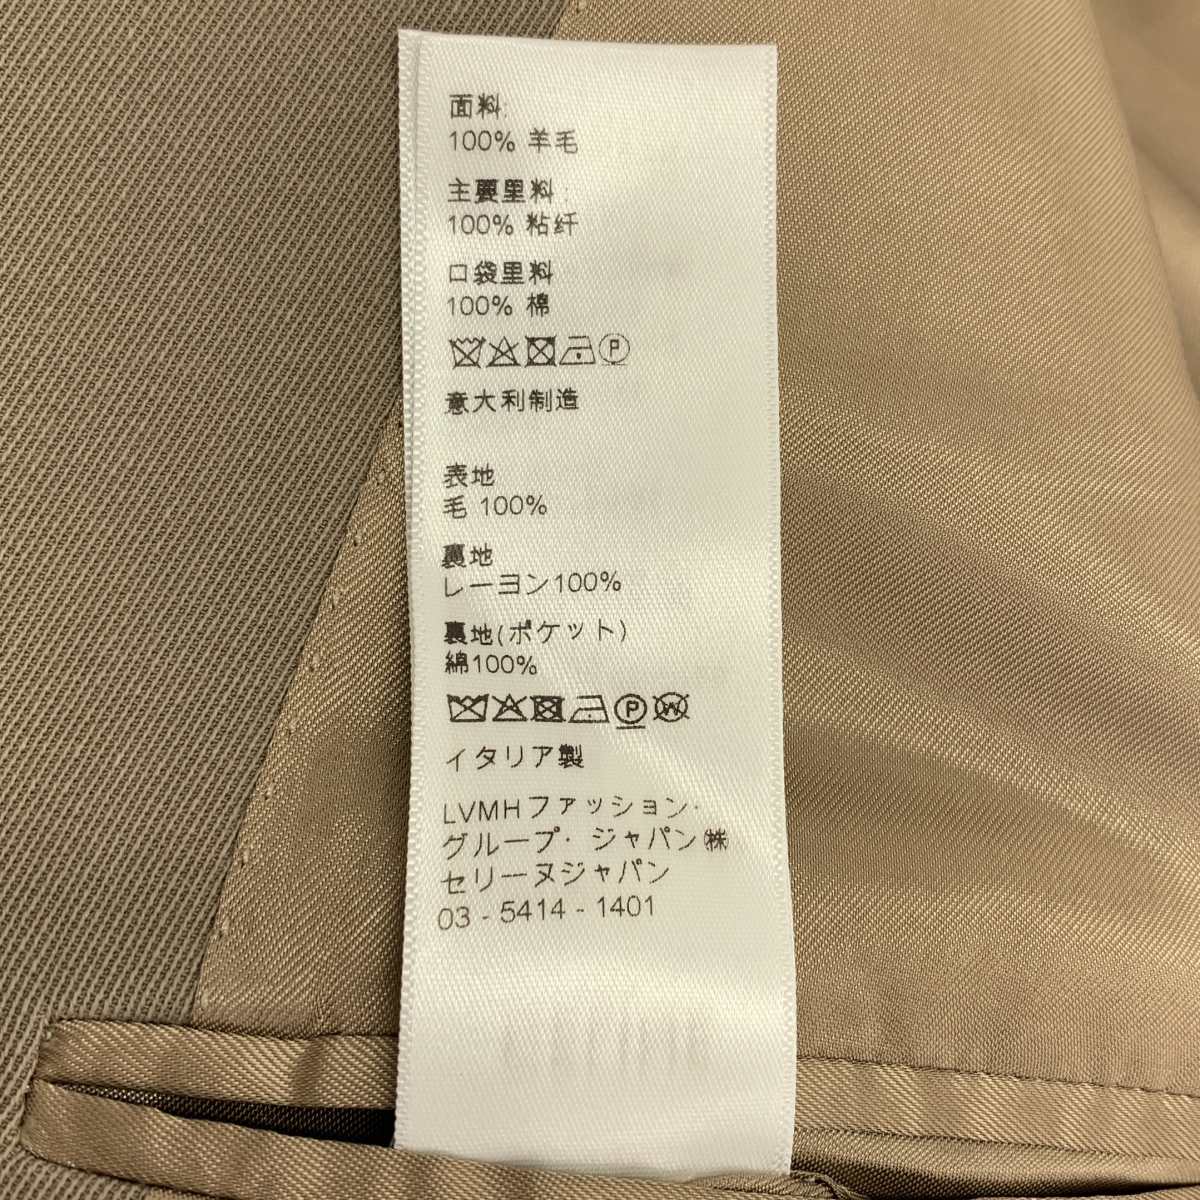 面料:
100% 羊毛
主要里料:
100% 粘纤
口袋里料
100% 棉
P
意大利制造
表地
毛 100%
裏地
レーヨン100%
裏地(ポケット)
綿100%
P W
イタリア製
LVMHファッション・
グループ・ジャパン㈱
セリーヌジャパン
03 - 5414 - 1401